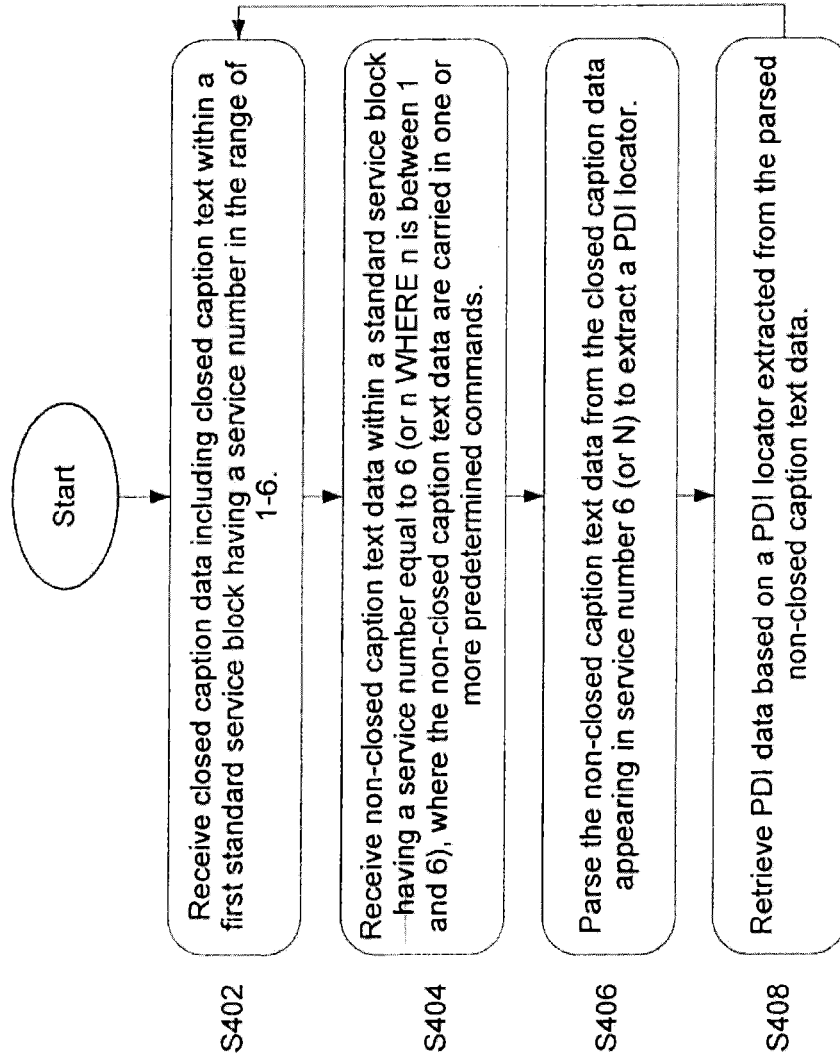 Start
S402
Receive closed caption data including closed caption text within a
first standard service block having a service number in the range of
1-6.
S404
Receive non-closed caption text data within a standard service block
having a service number equal to 6 (or n WHERE n is between 1
and 6), where the non-closed caption text data are carried in one or
more predetermined commands.
S406
Parse the non-closed caption text data from the closed caption data
appearing in service number 6 (or N) to extract a PDI locator.
S408
Retrieve PDI data based on a PDI locator extracted from the parsed
non-closed caption text data.